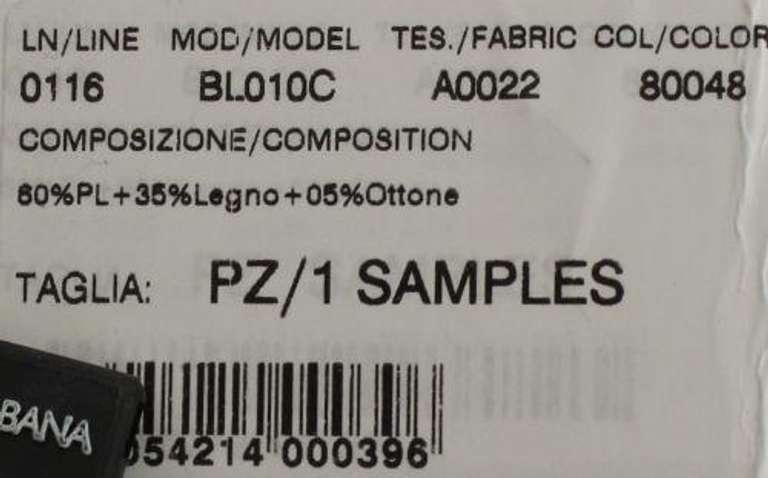 LN/LINE MOD/MODEL TES./FABRIC COL/COLOR
0116 BL010C A0022 80048
COMPOSIZIONE/COMPOSITION
60%PL+35%Legno+05%Ottone
TAGLIA: PZ/1 SAMPLES
BANA
054214 000396